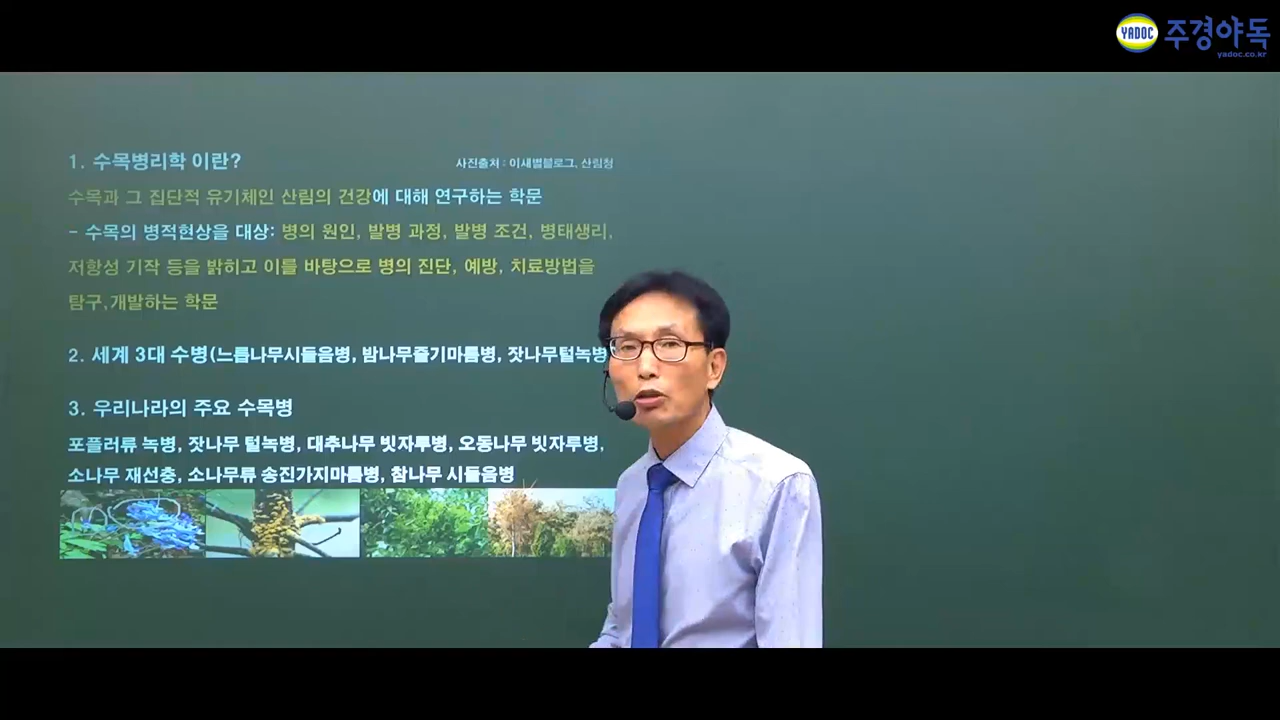 YADOC 주경야독
yadoc.co.kr
1. 수목병리학 이란?
사진출처 : 이새별블로그, 산림청
수목과 그 집단적 유기체인 산림의 건강에 대해 연구하는 학문
- 수목의 병적현상을 대상: 병의 원인, 발병 과정, 발병 조건, 병태생리,
저항성 기작 등을 밝히고 이를 바탕으로 병의 진단, 예방, 치료방법을
탐구,개발하는 학문
2. 세계 3대 수병(느릅나무시들음병, 밤나무줄기마름병, 잣나무털녹병
3. 우리나라의 주요 수목병
포플러류 녹병, 잣나무 털녹병, 대추나무 빗자루병, 오동나무 빗자루병,
소나무 재선충, 소나무류 송진가지마름병, 참나무 시들음병